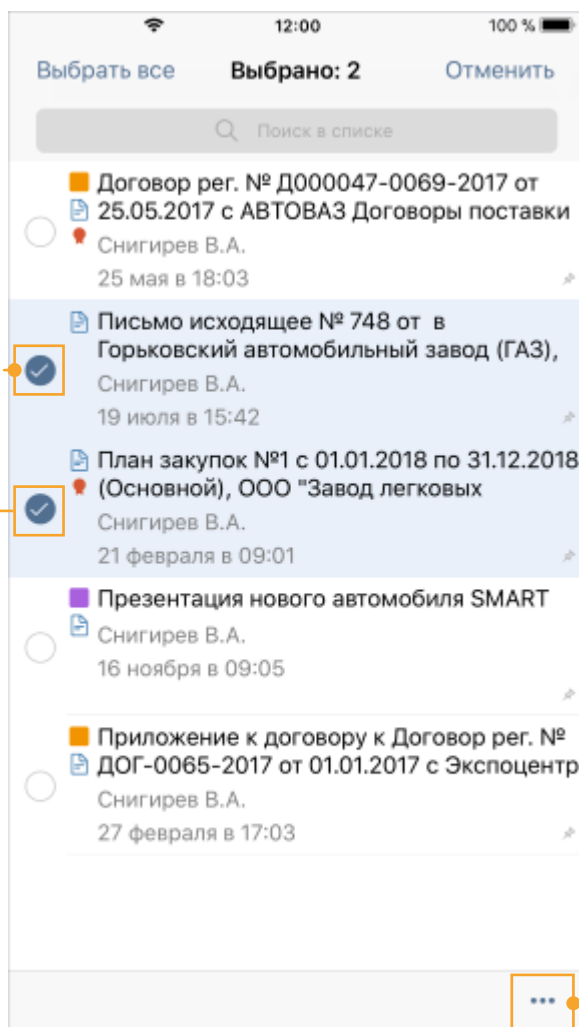 12:00
100 %
Выбрать все
Выбрано: 2
Отменить
Поиск в списке
Договор рег. № Д000047-0069-2017 от
25.05.2017 с АВТОВАЗ Договоры поставки
Снигирев В.А.
25 мая в 18:03
Письмо исходящее № 748 от в
Горьковский автомобильный завод (ГАЗ),
Снигирев В.А.
19 июля в 15:42
План закупок №1 с 01.01.2018 по 31.12.2018
(Основной), ООО "Завод легковых
Снигирев В.А.
21 февраля в 09:01
Презентация нового автомобиля SMART
Снигирев В.А.
16 ноября в 09:05
Приложение к договору к Договор рег. №
ДОГ-0065-2017 от 01.01.2017 с Экспоцентр
Снигирев В.А.
27 февраля в 17:03